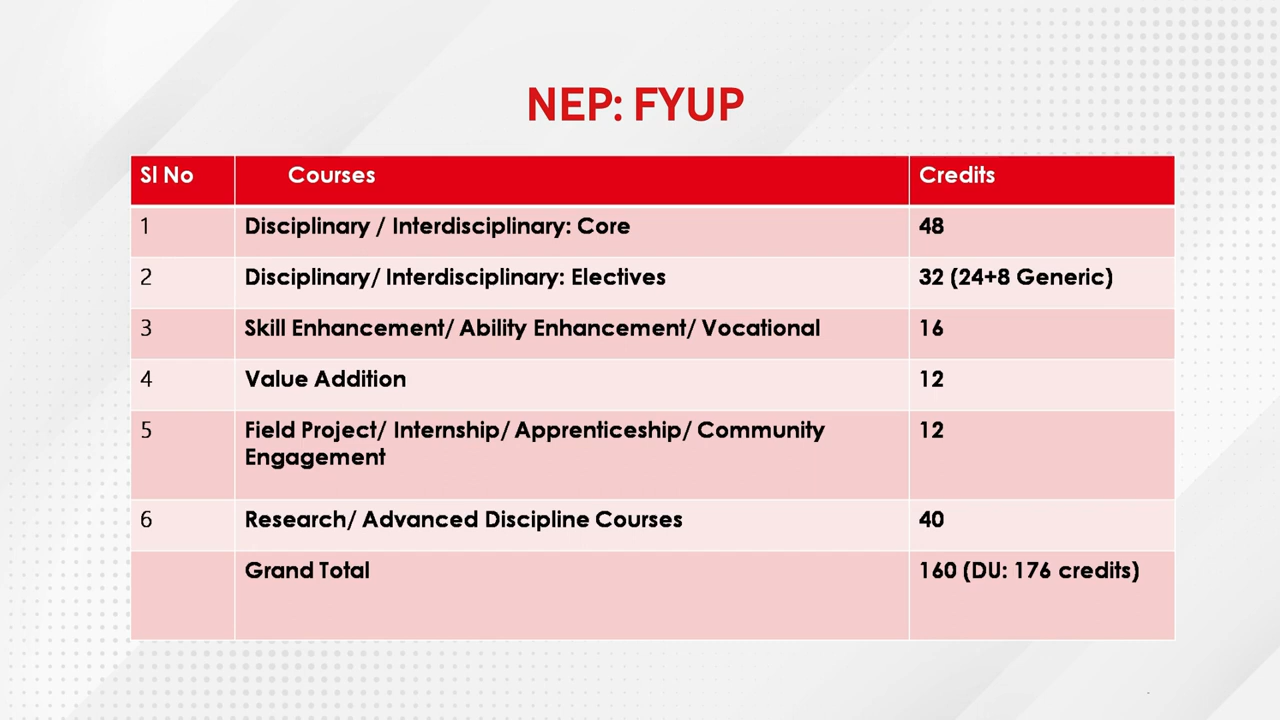 NEP: FYUP
Sl No Courses Credits
1 Disciplinary / Interdisciplinary: Core 48
2 Disciplinary/ Interdisciplinary: Electives 32 (24+8 Generic)
3 Skill Enhancement/ Ability Enhancement/ Vocational 16
4 Value Addition 12
5 Field Project/ Internship/ Apprenticeship/ Community 12
Engagement
6 Research/ Advanced Discipline Courses 40
Grand Total 160 (DU: 176 credits)